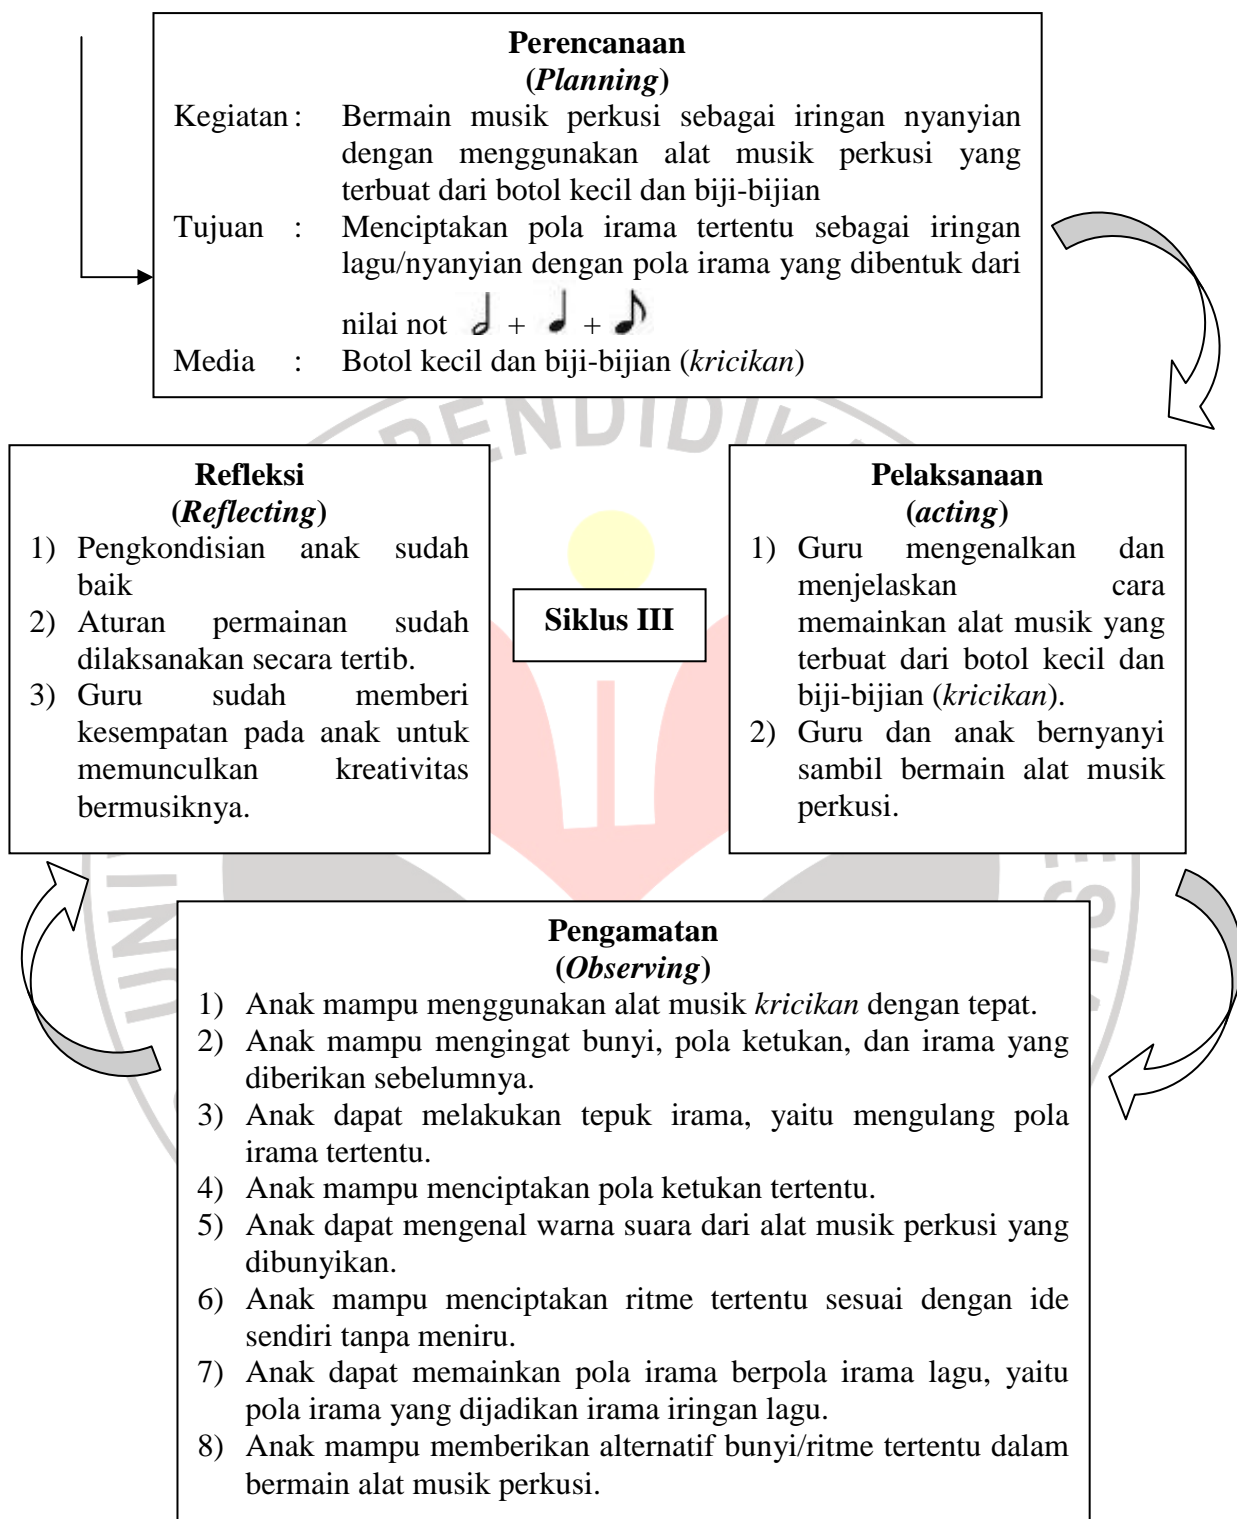 Perencanaan
(Planning)
Kegiatan : Bermain musik perkusi sebagai iringan nyanyian
dengan menggunakan alat musik perkusi yang
terbuat dari botol kecil dan biji-bijian
Tujuan : Menciptakan pola irama tertentu sebagai iringan
lagu/nyanyian dengan pola irama yang dibentuk dari
nilai not 𝅗𝅥 + ♩ + ♪
Media : Botol kecil dan biji-bijian (kricikan)
PENDIDIKA
Refleksi
(Reflecting)
1) Pengkondisian anak sudah
baik
2) Aturan permainan sudah
dilaksanakan secara tertib.
3) Guru sudah memberi
kesempatan pada anak untuk
memunculkan kreativitas
bermusiknya.
Siklus III
Pelaksanaan
(acting)
1) Guru mengenalkan dan
menjelaskan cara
memainkan alat musik yang
terbuat dari botol kecil dan
biji-bijian (kricikan).
2) Guru dan anak bernyanyi
sambil bermain alat musik
perkusi.
UNI
ES
Pengamatan
(Observing)
1) Anak mampu menggunakan alat musik kricikan dengan tepat.
2) Anak mampu mengingat bunyi, pola ketukan, dan irama yang
diberikan sebelumnya.
3) Anak dapat melakukan tepuk irama, yaitu mengulang pola
irama tertentu.
4) Anak mampu menciptakan pola ketukan tertentu.
5) Anak dapat mengenal warna suara dari alat musik perkusi yang
dibunyikan.
6) Anak mampu menciptakan ritme tertentu sesuai dengan ide
sendiri tanpa meniru.
7) Anak dapat memainkan pola irama berpola irama lagu, yaitu
pola irama yang dijadikan irama iringan lagu.
8) Anak mampu memberikan alternatif bunyi/ritme tertentu dalam
bermain alat musik perkusi.